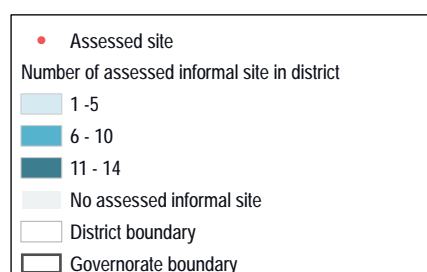 Assessed site
Number of assessed informal site in district
1 -5
6 - 10
11 - 14
No assessed informal site
District boundary
Governorate boundary